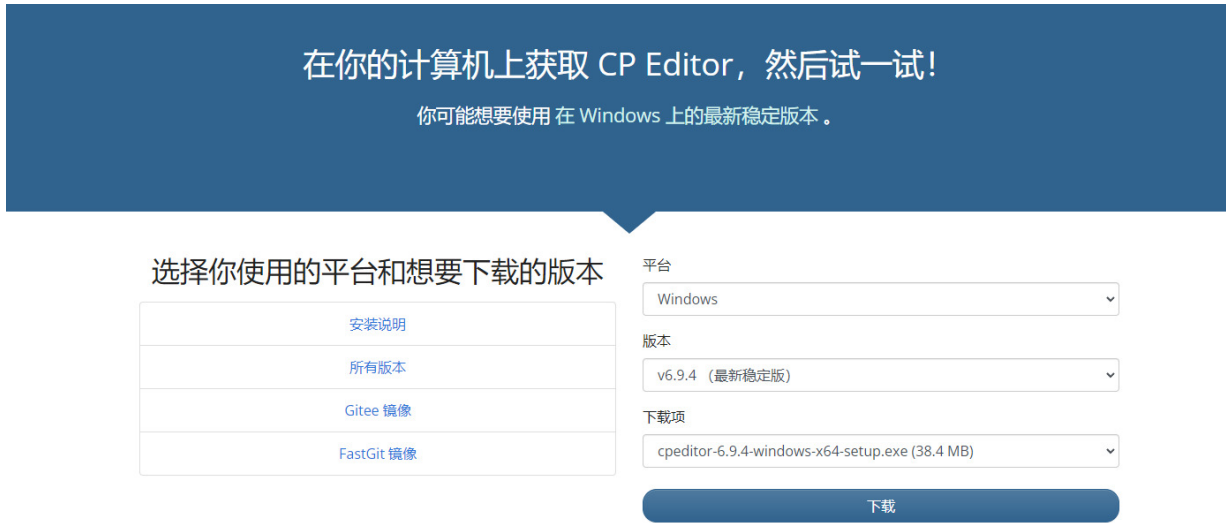 在你的计算机上获取 CP Editor，然后试一试！
你可能想要使用 在 Windows 上的最新稳定版本 。
选择你使用的平台和想要下载的版本
安装说明
所有版本
Gitee 镜像
FastGit 镜像
平台
Windows
版本
v6.9.4 （最新稳定版）
下载项
cpeditor-6.9.4-windows-x64-setup.exe (38.4 MB)
下载